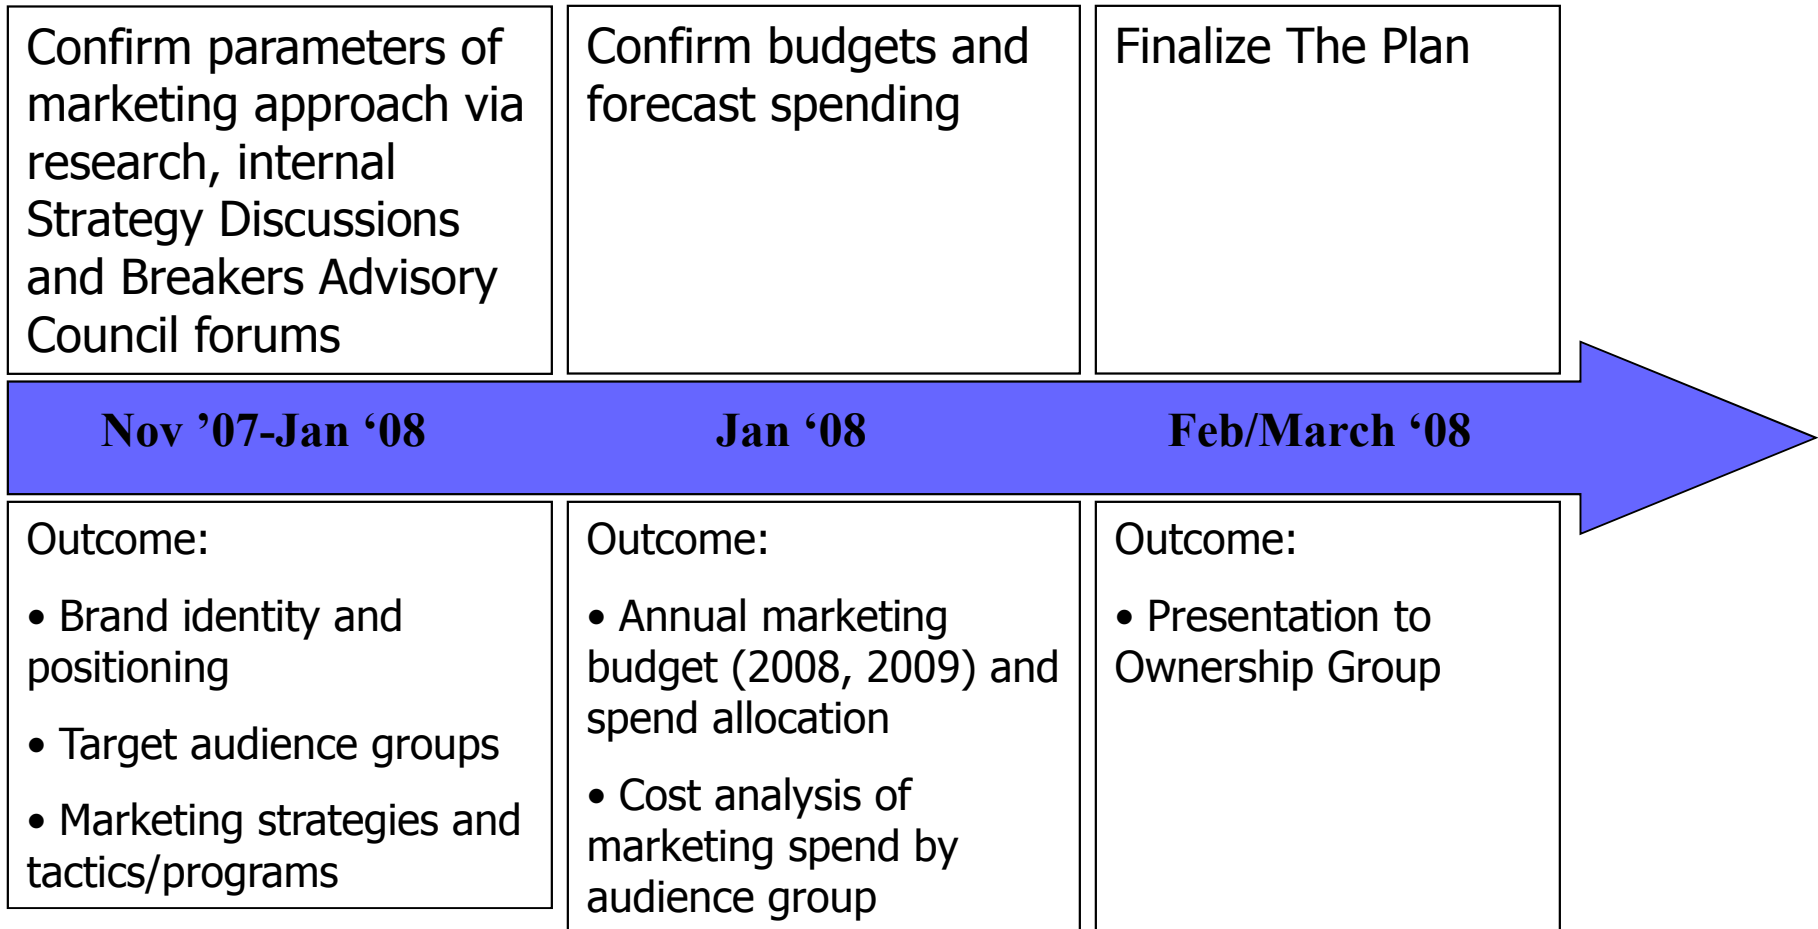 Confirm parameters of
marketing approach via
research, internal
Strategy Discussions
and Breakers Advisory
Council forums
Confirm budgets and
forecast spending
Finalize The Plan
Nov ’07-Jan ‘08
Jan ‘08
Feb/March ‘08
Outcome:
• Brand identity and
positioning
• Target audience groups
• Marketing strategies and
tactics/programs
Outcome:
• Annual marketing
budget (2008, 2009) and
spend allocation
• Cost analysis of
marketing spend by
audience group
Outcome:
• Presentation to
Ownership Group